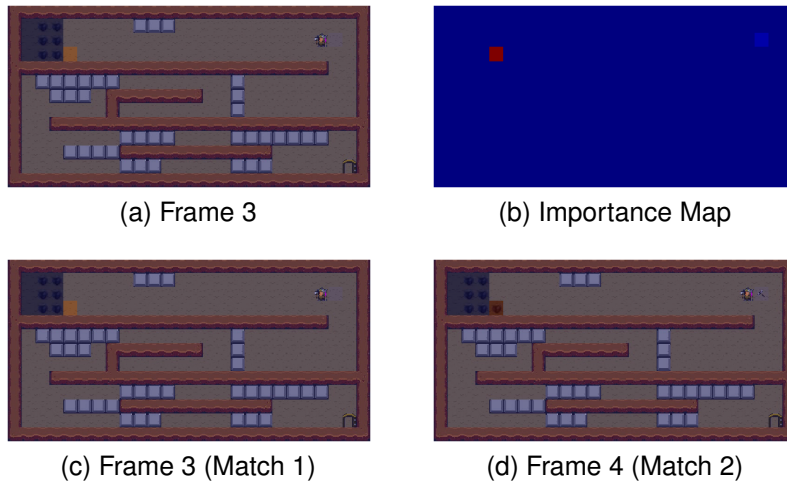 (a) Frame 3
(b) Importance Map
(c) Frame 3 (Match 1)
(d) Frame 4 (Match 2)